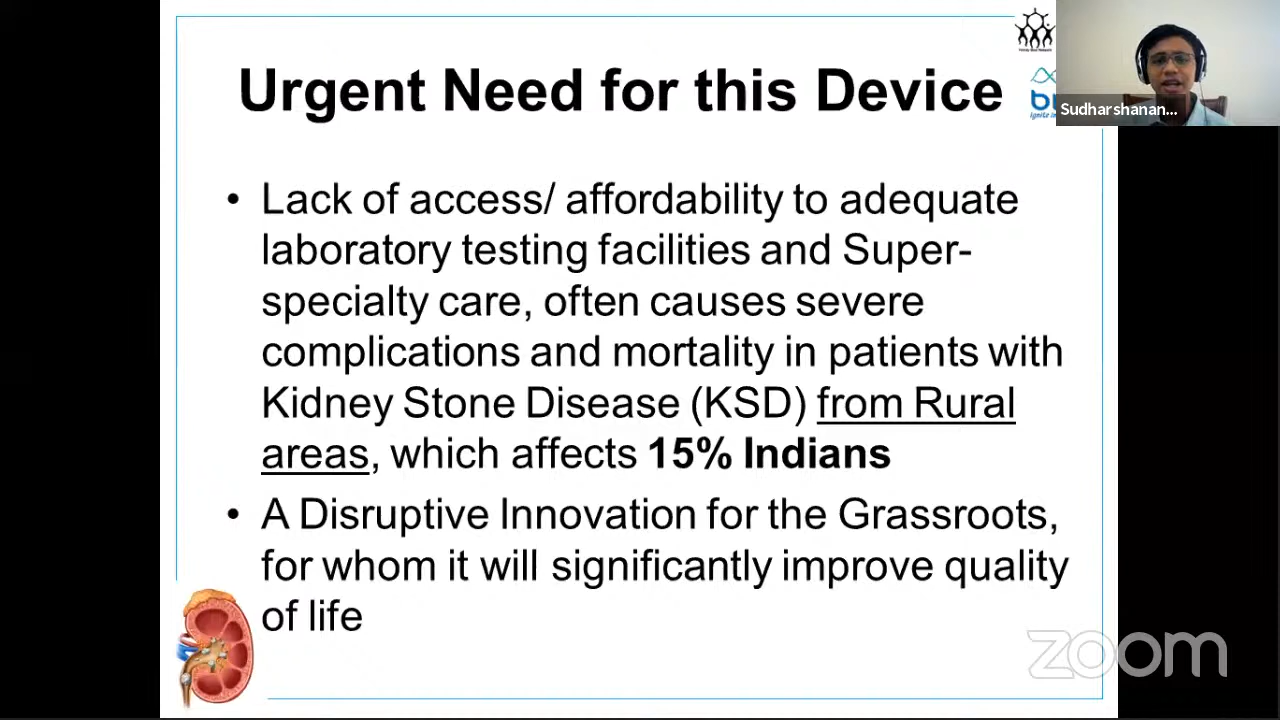 Urgent Need for this Device
Sudharshanan...
• Lack of access/ affordability to adequate
laboratory testing facilities and Super-
specialty care, often causes severe
complications and mortality in patients with
Kidney Stone Disease (KSD) from Rural
areas, which affects 15% Indians
• A Disruptive Innovation for the Grassroots,
for whom it will significantly improve quality
of life
zoom